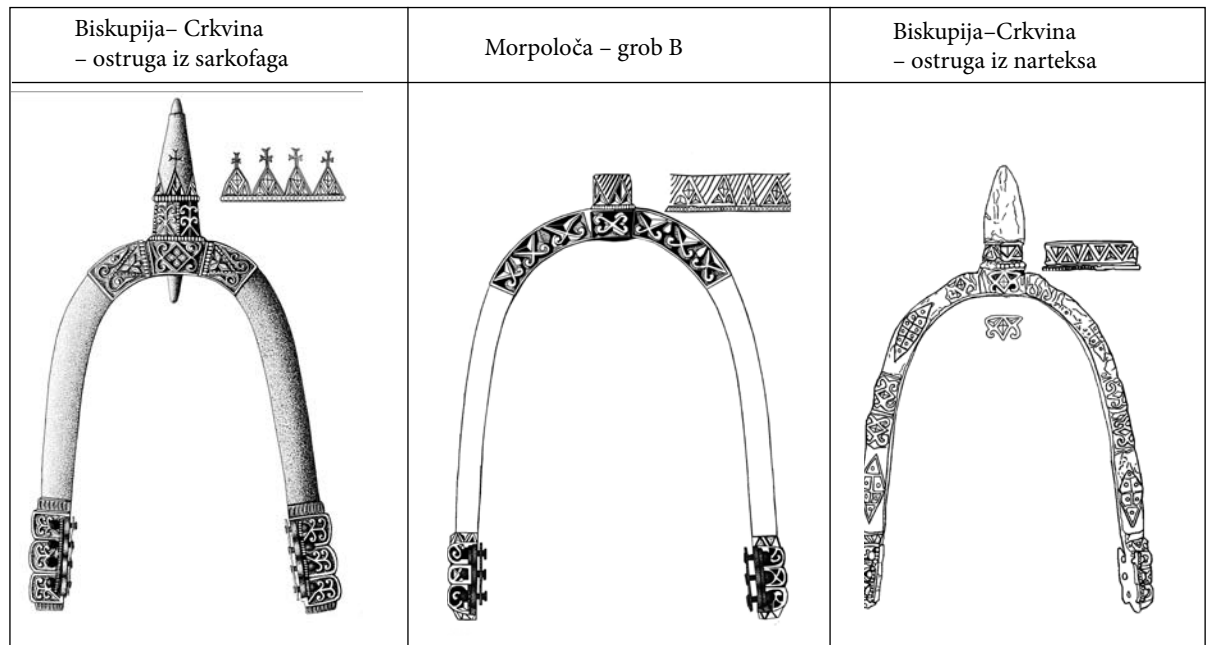 Biskupija– Crkvina
– ostruga iz sarkofaga
Morpoloča – grob B
Biskupija–Crkvina
– ostruga iz narteksa